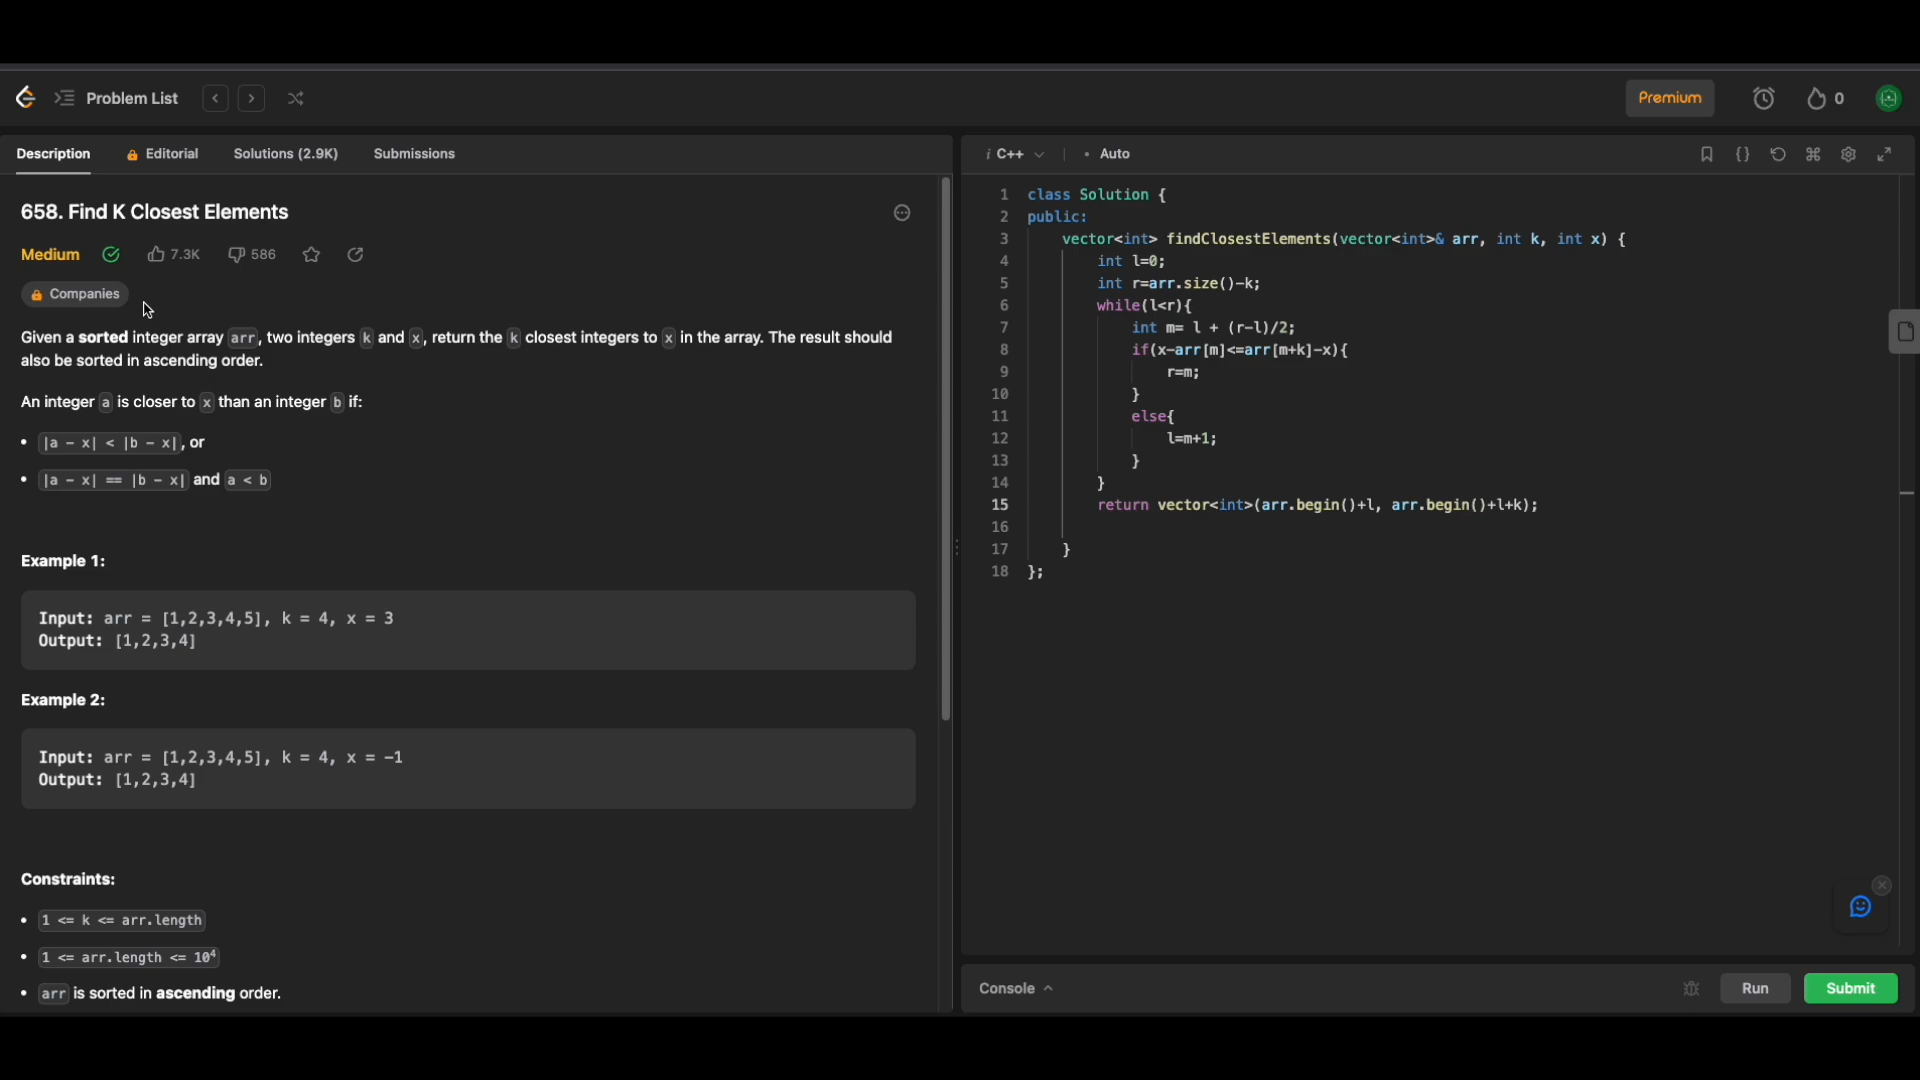 Problem List
Premium
0
Description Editorial Solutions (2.9K) Submissions
658. Find K Closest Elements
Medium 7.3K 586
Companies
Given a sorted integer array arr, two integers k and x, return the k closest integers to x in the array. The result should
also be sorted in ascending order.
An integer a is closer to x than an integer b if:
• |a - x| < |b - x|, or
• |a - x| == |b - x| and a < b
Example 1:
Input: arr = [1,2,3,4,5], k = 4, x = 3
Output: [1,2,3,4]
Example 2:
Input: arr = [1,2,3,4,5], k = 4, x = -1
Output: [1,2,3,4]
Constraints:
• 1 <= k <= arr.length
• 1 <= arr.length <= 10⁴
• arr is sorted in ascending order.
i C++ • Auto
1 class Solution {
2 public:
3 vector<int> findClosestElements(vector<int>& arr, int k, int x) {
4 int l=0;
5 int r=arr.size()-k;
6 while(l<r){
7 int m= l + (r-l)/2;
8 if(x-arr[m]<=arr[m+k]-x){
9 r=m;
10 }
11 else{
12 l=m+1;
13 }
14 }
15 return vector<int>(arr.begin()+l, arr.begin()+l+k);
16
17 }
18 };
Console
Run
Submit